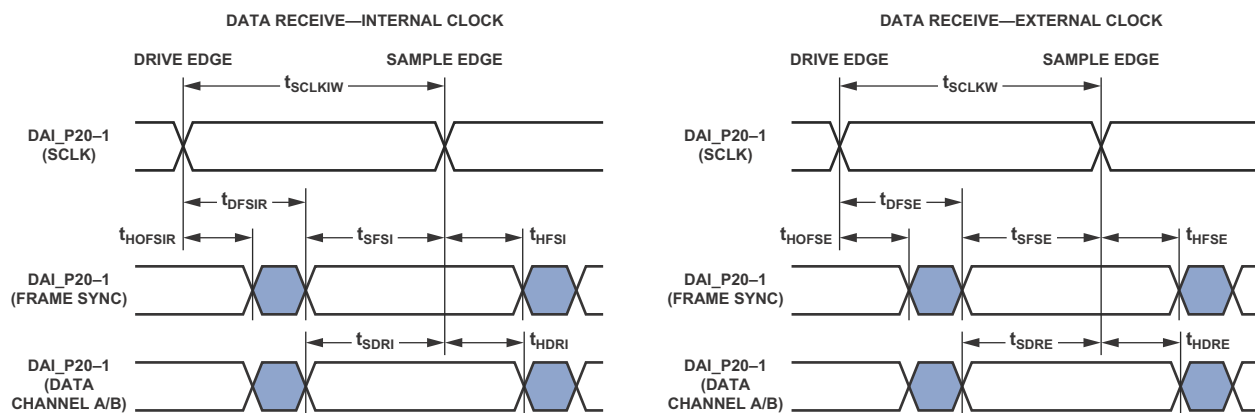 DATA RECEIVE—INTERNAL CLOCK
DRIVE EDGE
SAMPLE EDGE
tSCLKIW
DAI_P20–1
(SCLK)
tDFSIR
tHOFSIR
tSFSI
tHFSI
DAI_P20–1
(FRAME SYNC)
tSDRI
tHDRI
DAI_P20–1
(DATA
CHANNEL A/B)
DATA RECEIVE—EXTERNAL CLOCK
DRIVE EDGE
SAMPLE EDGE
tSCLKW
DAI_P20–1
(SCLK)
tDFSE
tHOFSE
tSFSE
tHFSE
DAI_P20–1
(FRAME SYNC)
tSDRE
tHDRE
DAI_P20–1
(DATA
CHANNEL A/B)